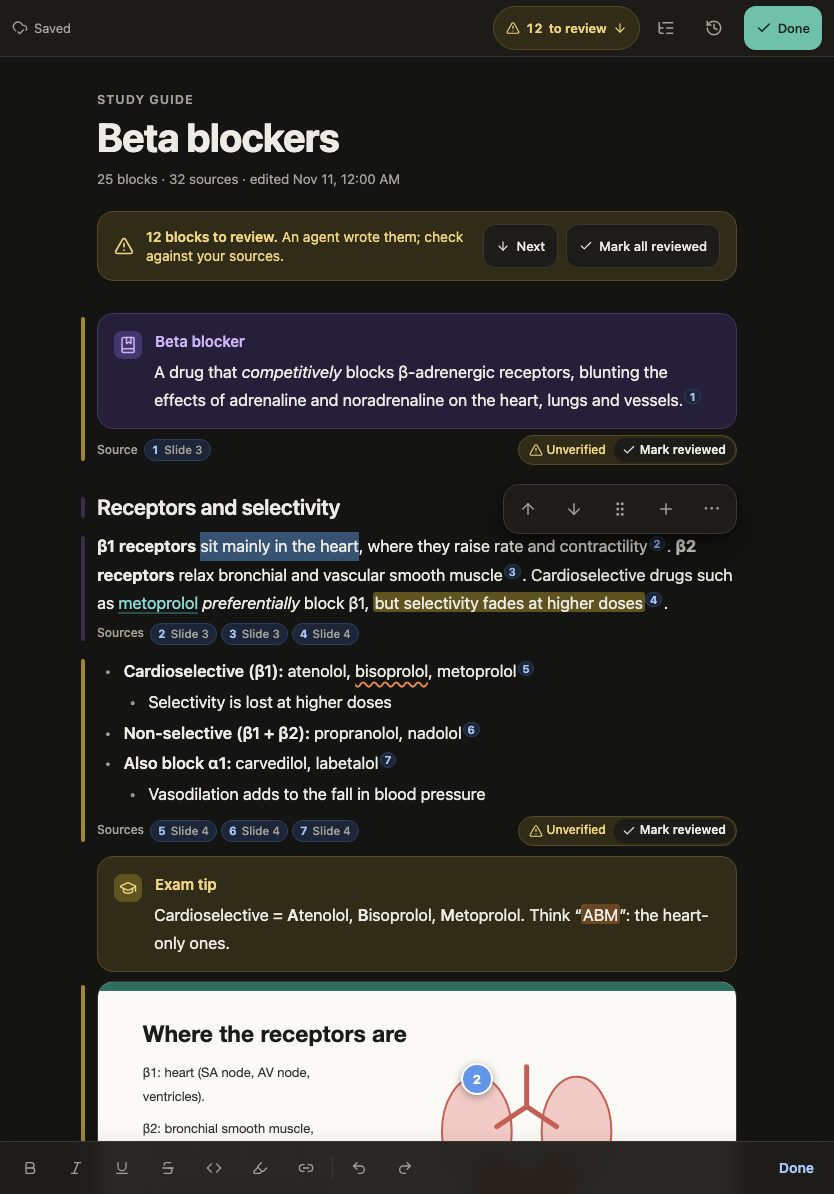 Saved
12 to review
Done
STUDY GUIDE
Beta blockers
25 blocks · 32 sources · edited Nov 11, 12:00 AM
12 blocks to review. An agent wrote them; check
against your sources.
Next
Mark all reviewed
Beta blocker
A drug that competitively blocks β-adrenergic receptors, blunting the
effects of adrenaline and noradrenaline on the heart, lungs and vessels. 1
Source 1 Slide 3
Unverified Mark reviewed
Receptors and selectivity
β1 receptors sit mainly in the heart, where they raise rate and contractility 2 . β2
receptors relax bronchial and vascular smooth muscle 3 . Cardioselective drugs such
as metoprolol preferentially block β1, but selectivity fades at higher doses 4 .
Sources 2 Slide 3 3 Slide 3 4 Slide 4
• Cardioselective (β1): atenolol, bisoprolol, metoprolol 5
• Selectivity is lost at higher doses
• Non-selective (β1 + β2): propranolol, nadolol 6
• Also block α1: carvedilol, labetalol 7
• Vasodilation adds to the fall in blood pressure
Sources 5 Slide 4 6 Slide 4 7 Slide 4
Unverified Mark reviewed
Exam tip
Cardioselective = Atenolol, Bisoprolol, Metoprolol. Think “ABM”: the heart-
only ones.
Where the receptors are
β1: heart (SA node, AV node,
ventricles).
β2: bronchial smooth muscle,
2
B I U S
Done